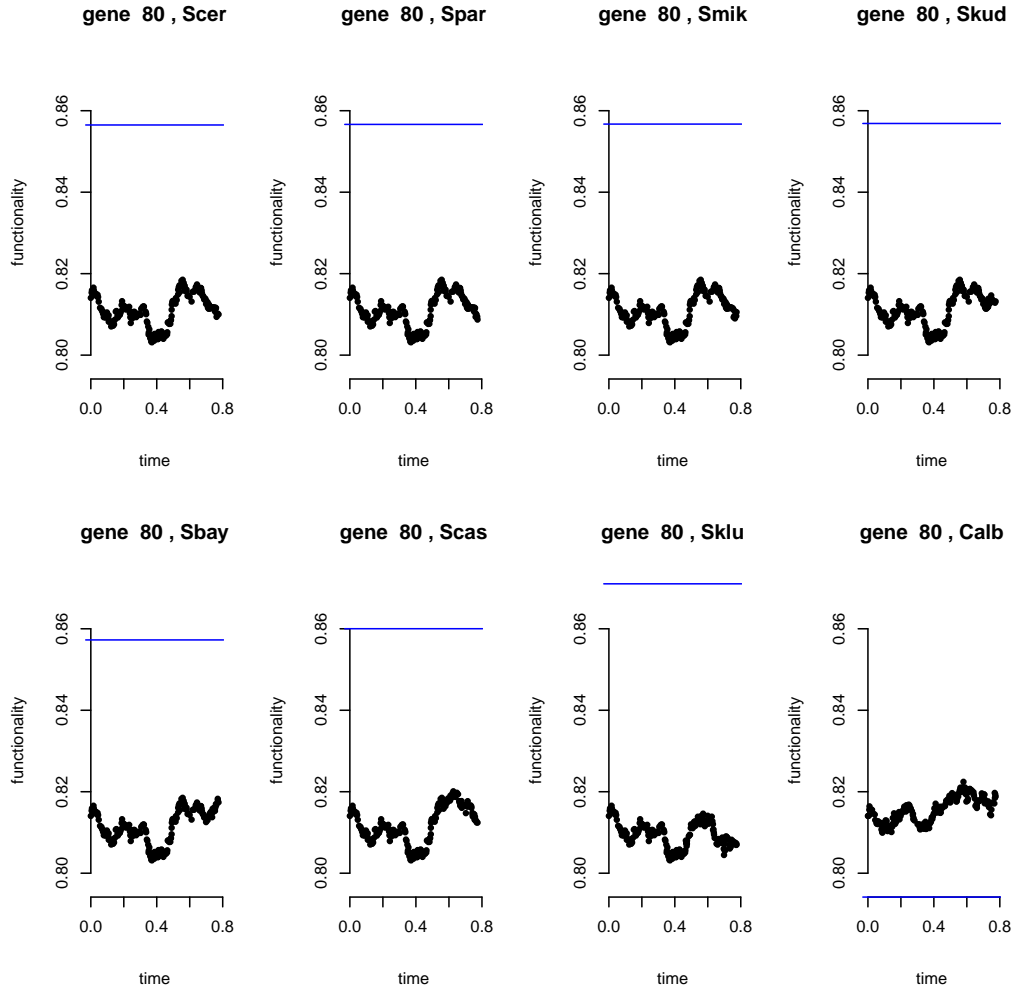 gene 80 , Scer
gene 80 , Spar
gene 80 , Smik
gene 80 , Skud
functionality
0.80 0.82 0.84 0.86
0.0 0.4 0.8
time
functionality
0.80 0.82 0.84 0.86
0.0 0.4 0.8
time
functionality
0.80 0.82 0.84 0.86
0.0 0.4 0.8
time
functionality
0.80 0.82 0.84 0.86
0.0 0.4 0.8
time
gene 80 , Sbay
gene 80 , Scas
gene 80 , Sklu
gene 80 , Calb
functionality
0.80 0.82 0.84 0.86
0.0 0.4 0.8
time
functionality
0.80 0.82 0.84 0.86
0.0 0.4 0.8
time
functionality
0.80 0.82 0.84 0.86
0.0 0.4 0.8
time
functionality
0.80 0.82 0.84 0.86
0.0 0.4 0.8
time